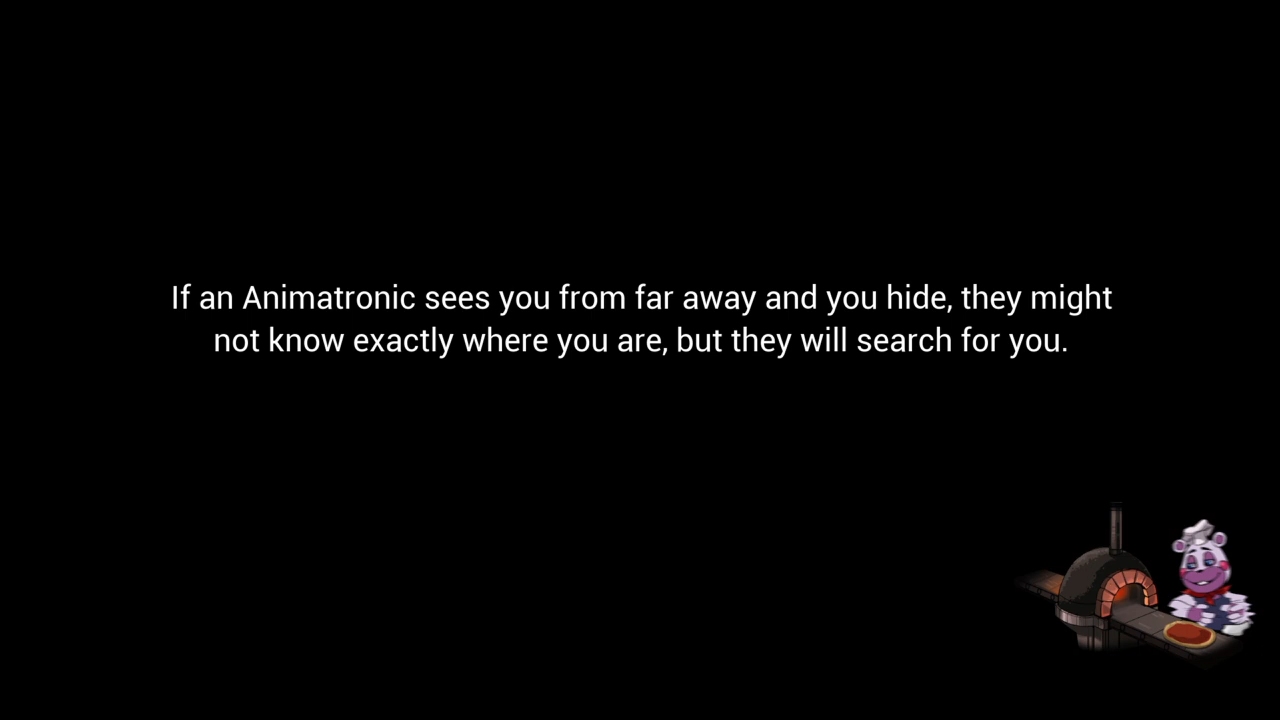 If an Animatronic sees you from far away and you hide, they might
not know exactly where you are, but they will search for you.